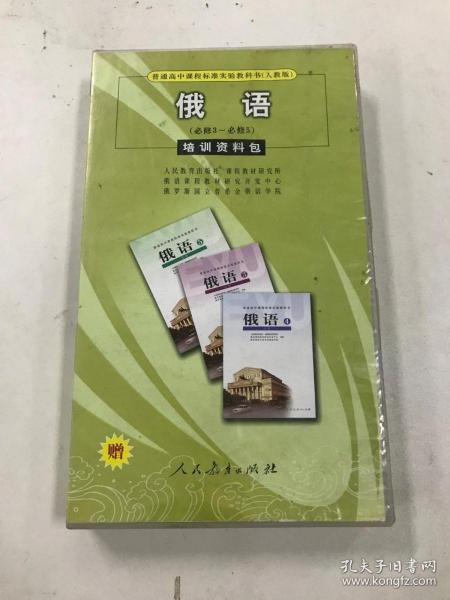 普通高中课程标准实验教科书(人教版)
俄 语
(必修3～必修5)
培训资料包
人民教育出版社 课程教材研究所
俄语课程教材研究开发中心
俄罗斯国立普希金俄语学院
俄语 5
俄语 3
俄语 4
赠
人民教育出版社
孔夫子旧书网
www.kongfz.com